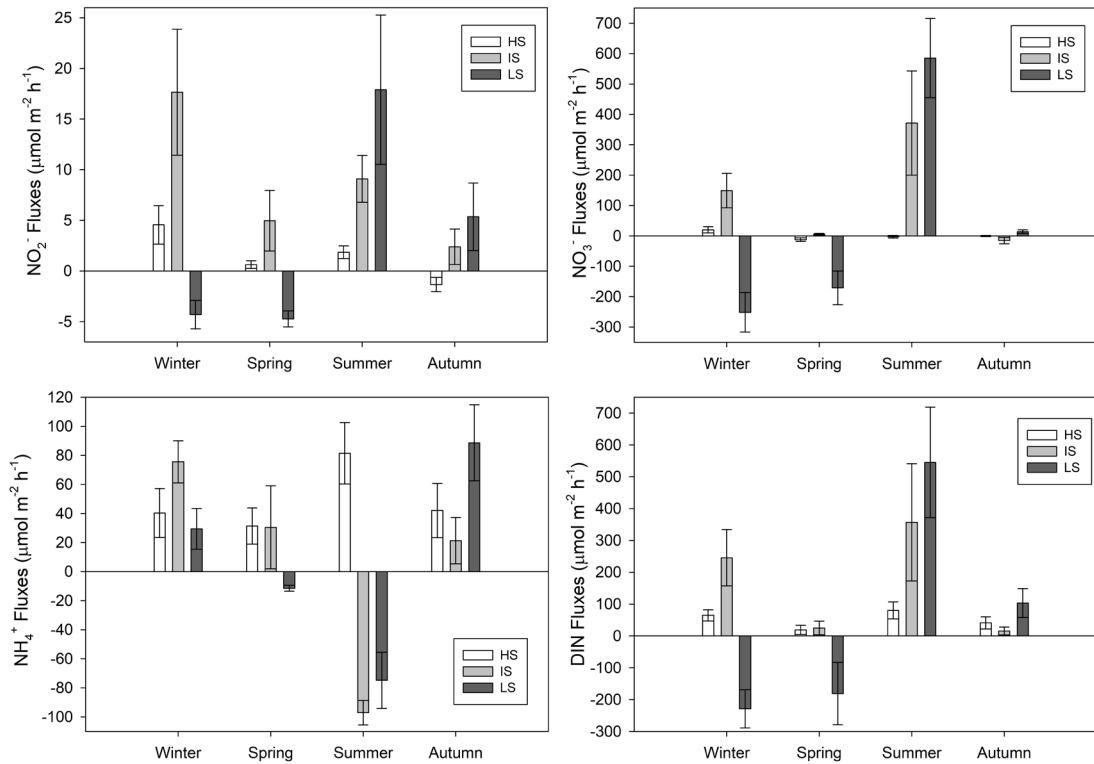 NO₂⁻ Fluxes (μmol m⁻² h⁻¹)
25
20
15
10
5
0
-5
HS
IS
LS
Winter Spring Summer Autumn
NO₃⁻ Fluxes (μmol m⁻² h⁻¹)
700
600
500
400
300
200
100
0
-100
-200
-300
HS
IS
LS
Winter Spring Summer Autumn
NH₄⁺ Fluxes (μmol m⁻² h⁻¹)
120
100
80
60
40
20
0
-20
-40
-60
-80
-100
HS
IS
LS
Winter Spring Summer Autumn
DIN Fluxes (μmol m⁻² h⁻¹)
700
600
500
400
300
200
100
0
-100
-200
-300
HS
IS
LS
Winter Spring Summer Autumn